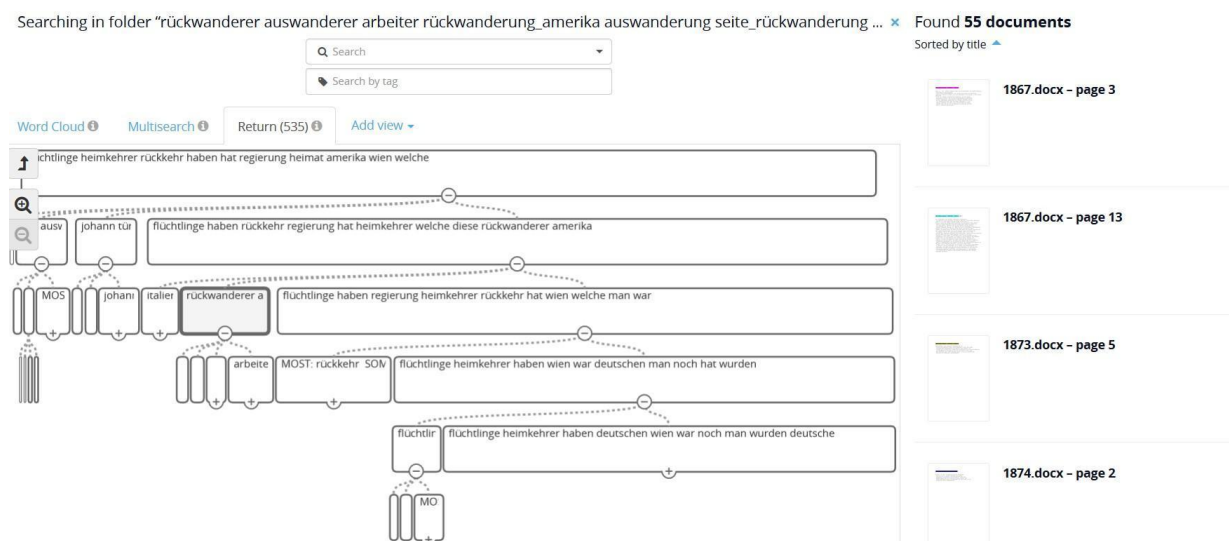 Searching in folder "rückwanderer auswanderer arbeiter rückwanderung_amerika auswanderung seite_rückwanderung ... ×
Found 55 documents
Sorted by title
Search
Search by tag
Word Cloud
Multisearch
Return (535)
Add view
ichtlinge heimkehrer rückkehr haben hat regierung heimat amerika wien welche
ausv
johann tür
flüchtlinge haben rückkehr regierung hat heimkehrer welche diese rückwanderer amerika
MOS
johani
italier
rückwanderer a
flüchtlinge haben regierung heimkehrer rückkehr hat wien welche man war
arbeite
MOST: rückkehr SOM
flüchtlinge heimkehrer haben wien war deutschen man noch hat wurden
flüchtlir
flüchtlinge heimkehrer haben deutschen wien war noch man wurden deutsche
MO
1867.docx – page 3
1867.docx – page 13
1873.docx – page 5
1874.docx – page 2